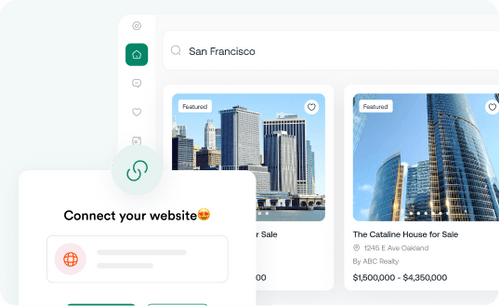 San Francisco
Featured
Featured
Connect your website😍
r Sale
00
The Cataline House for Sale
1245 E Ave Oakland
By ABC Realty
$1,500,000 - $4,350,000